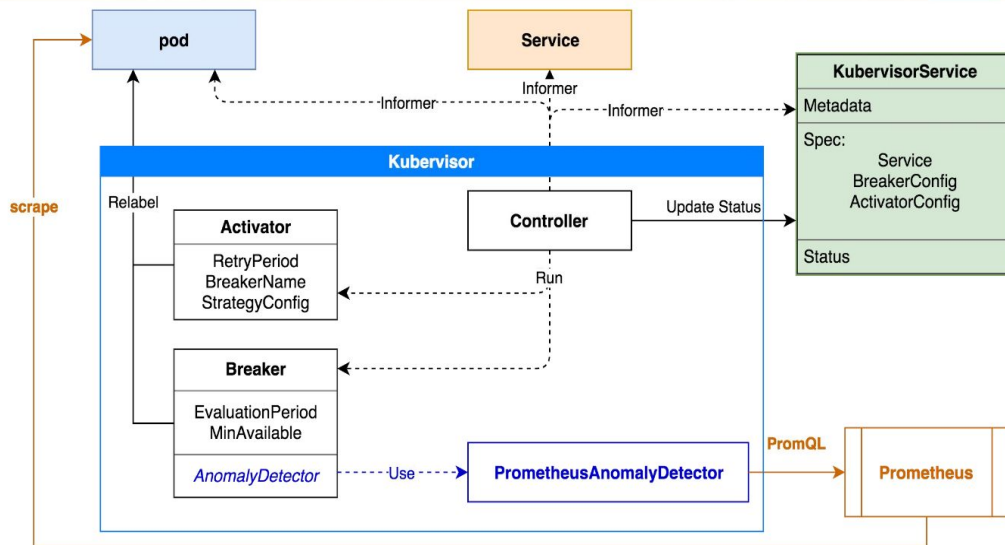 pod
Service
KubervisorService
Metadata
Spec:
Service
BreakerConfig
ActivatorConfig
Status
Informer
Informer
Informer
Kubervisor
scrape
Relabel
Activator
RetryPeriod
BreakerName
StrategyConfig
Controller
Update Status
Run
Breaker
EvaluationPeriod
MinAvailable
AnomalyDetector
Use
PrometheusAnomalyDetector
PromQL
Prometheus